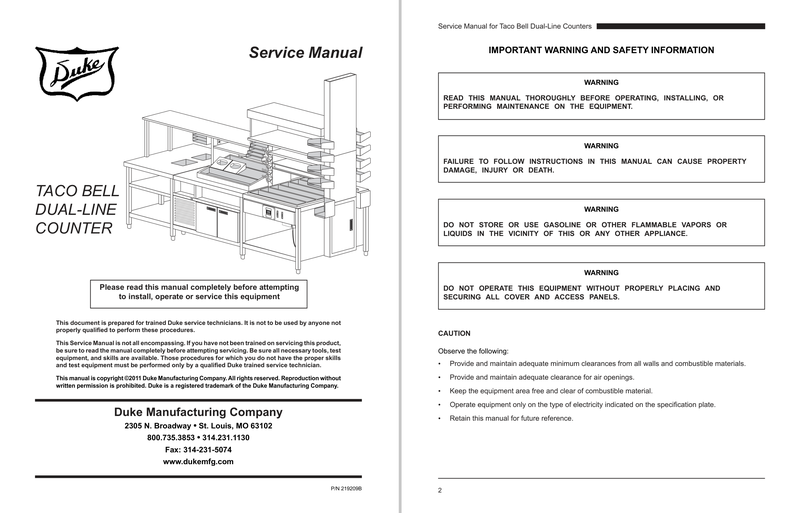 Duke
Service Manual
TACO BELL
DUAL-LINE
COUNTER
Please read this manual completely before attempting
to install, operate or service this equipment
This document is prepared for trained Duke service technicians. It is not to be used by anyone not
properly qualified to perform these procedures.
This Service Manual is not all encompassing. If you have not been trained on servicing this product,
be sure to read the manual completely before attempting servicing. Be sure all necessary tools, test
equipment, and skills are available. Those procedures for which you do not have the proper skills
and test equipment must be performed only by a qualified Duke trained service technician.
This manual is copyright ©2011 Duke Manufacturing Company. All rights reserved. Reproduction without
written permission is prohibited. Duke is a registered trademark of the Duke Manufacturing Company.
Duke Manufacturing Company
2305 N. Broadway • St. Louis, MO 63102
800.735.3853 • 314.231.1130
Fax: 314-231-5074
www.dukemfg.com
P/N 219209B
Service Manual for Taco Bell Dual-Line Counters
IMPORTANT WARNING AND SAFETY INFORMATION
WARNING
READ THIS MANUAL THOROUGHLY BEFORE OPERATING, INSTALLING, OR
PERFORMING MAINTENANCE ON THE EQUIPMENT.
WARNING
FAILURE TO FOLLOW INSTRUCTIONS IN THIS MANUAL CAN CAUSE PROPERTY
DAMAGE, INJURY OR DEATH.
WARNING
DO NOT STORE OR USE GASOLINE OR OTHER FLAMMABLE VAPORS OR
LIQUIDS IN THE VICINITY OF THIS OR ANY OTHER APPLIANCE.
WARNING
DO NOT OPERATE THIS EQUIPMENT WITHOUT PROPERLY PLACING AND
SECURING ALL COVER AND ACCESS PANELS.
CAUTION
Observe the following:
• Provide and maintain adequate minimum clearances from all walls and combustible materials.
• Provide and maintain adequate clearance for air openings.
• Keep the equipment area free and clear of combustible material.
• Operate equipment only on the type of electricity indicated on the specification plate.
• Retain this manual for future reference.
2